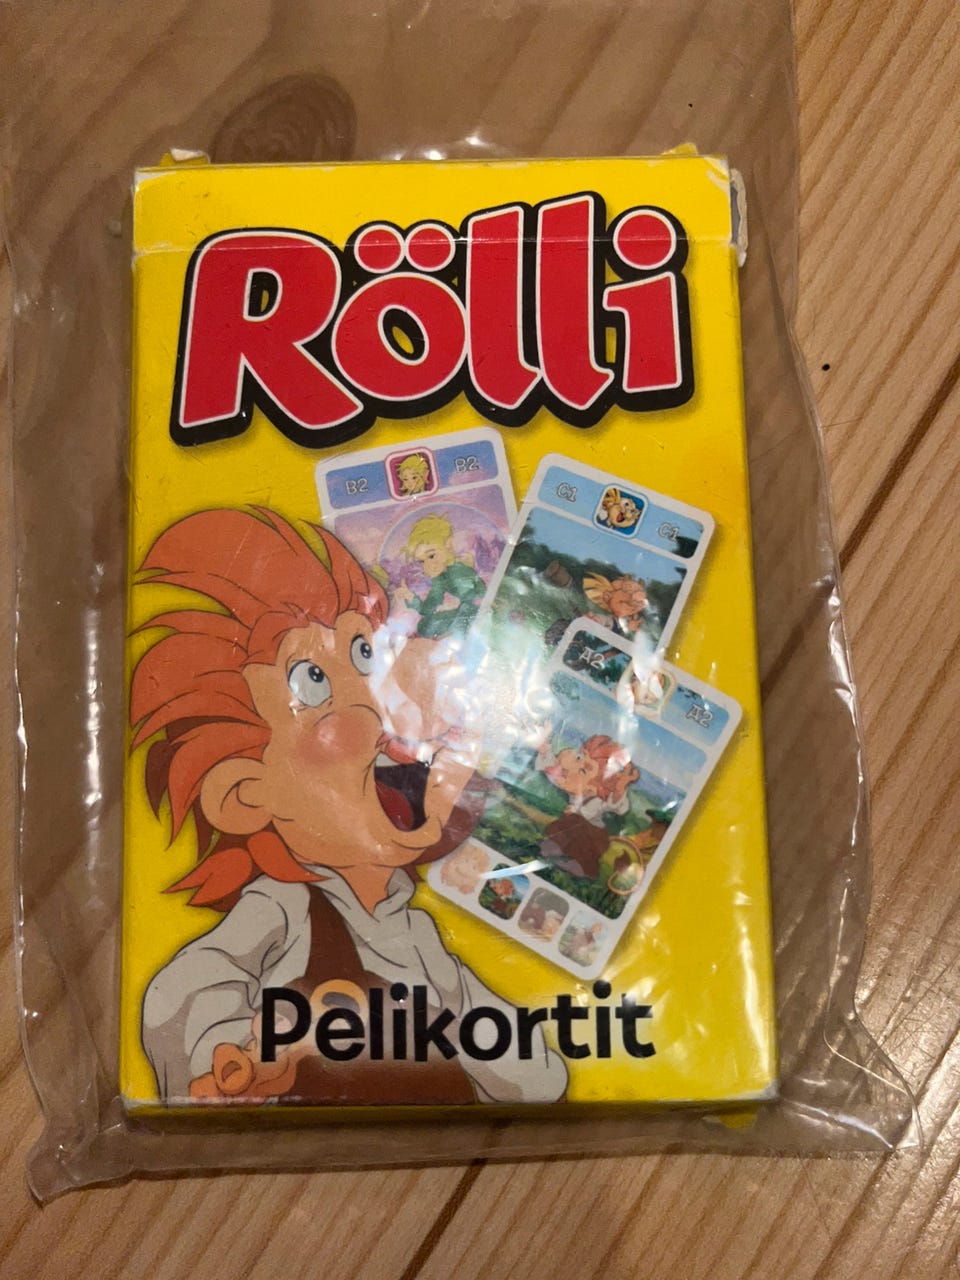 Rölli
B2 B2
C1 C1
A2 A2
Pelikortit